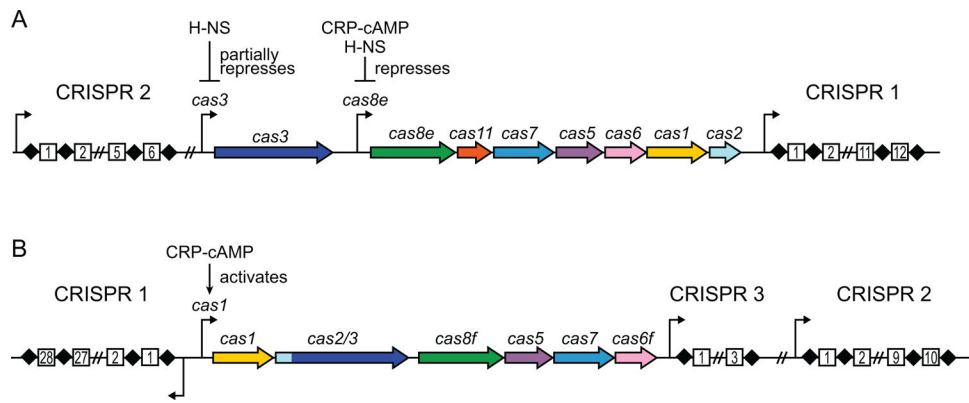 A
H-NS
CRP-cAMP
H-NS
partially
represses
represses
CRISPR 2
cas3
cas8e
CRISPR 1
cas3
cas8e
cas11
cas7
cas5
cas6
cas1
cas2
1
2
5
6
1
2
11
12
B
CRP-cAMP
activates
CRISPR 1
cas1
CRISPR 3
CRISPR 2
cas1
cas2/3
cas8f
cas5
cas7
cas6f
28
27
2
1
1
3
1
2
9
10